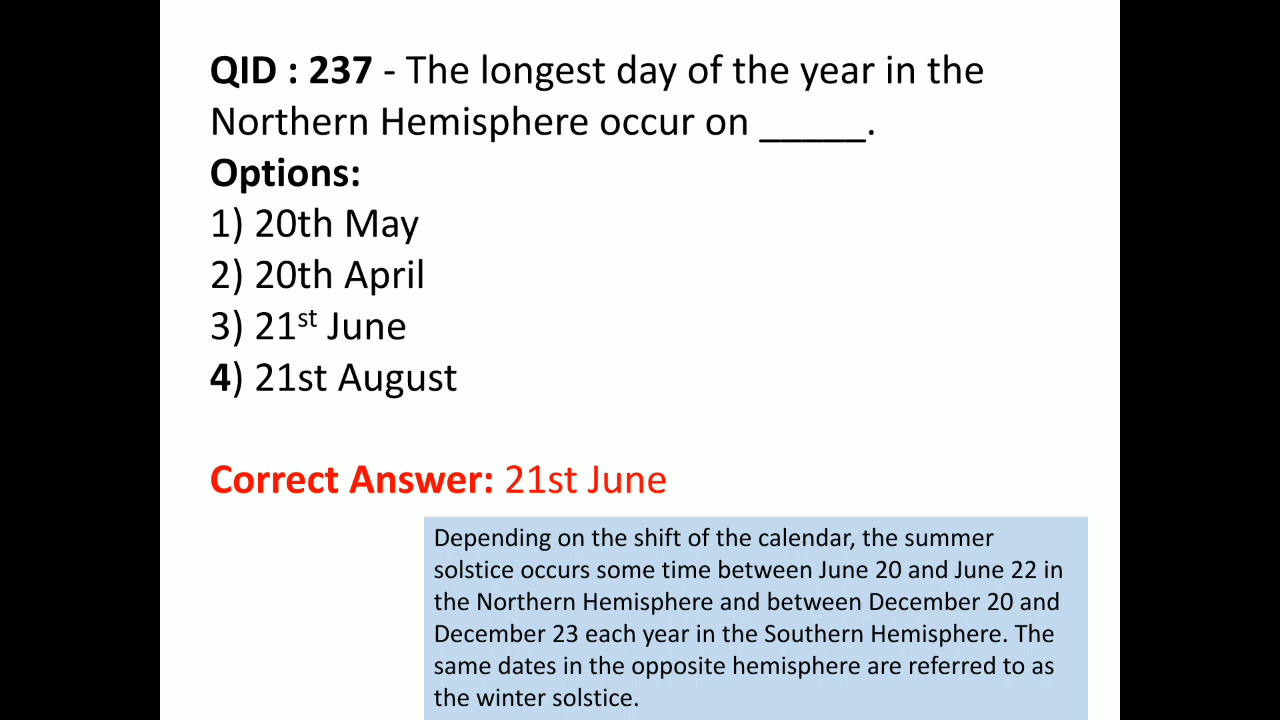 QID : 237 - The longest day of the year in the
Northern Hemisphere occur on _____.
Options:
1) 20th May
2) 20th April
3) 21st June
4) 21st August
Correct Answer: 21st June
Depending on the shift of the calendar, the summer
solstice occurs some time between June 20 and June 22 in
the Northern Hemisphere and between December 20 and
December 23 each year in the Southern Hemisphere. The
same dates in the opposite hemisphere are referred to as
the winter solstice.